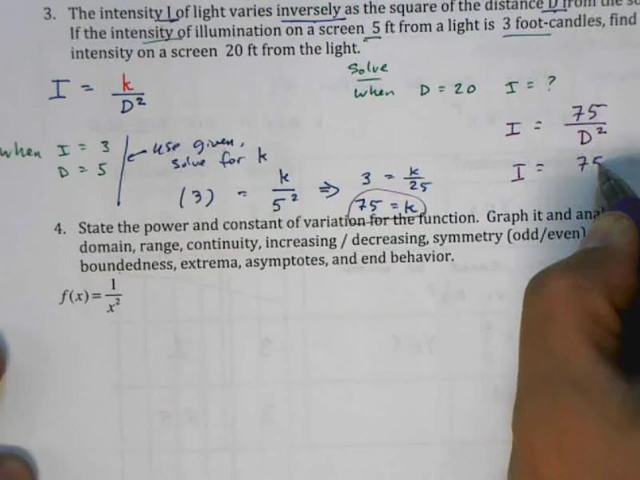 3. The intensity I of light varies inversely as the square of the distance D from the
If the intensity of illumination on a screen 5 ft from a light is 3 foot-candles, find
intensity on a screen 20 ft from the light.
I = k / D²
Solve
when D = 20 I = ?
I = 75 / D²
I = 75
when I = 3
D = 5
use given,
solve for k
(3) = k / 5² ⇒ 3 = k / 25
75 = k
4. State the power and constant of variation for the function. Graph it and
domain, range, continuity, increasing / decreasing, symmetry (odd/even)
boundedness, extrema, asymptotes, and end behavior.
f(x) = 1 / x²